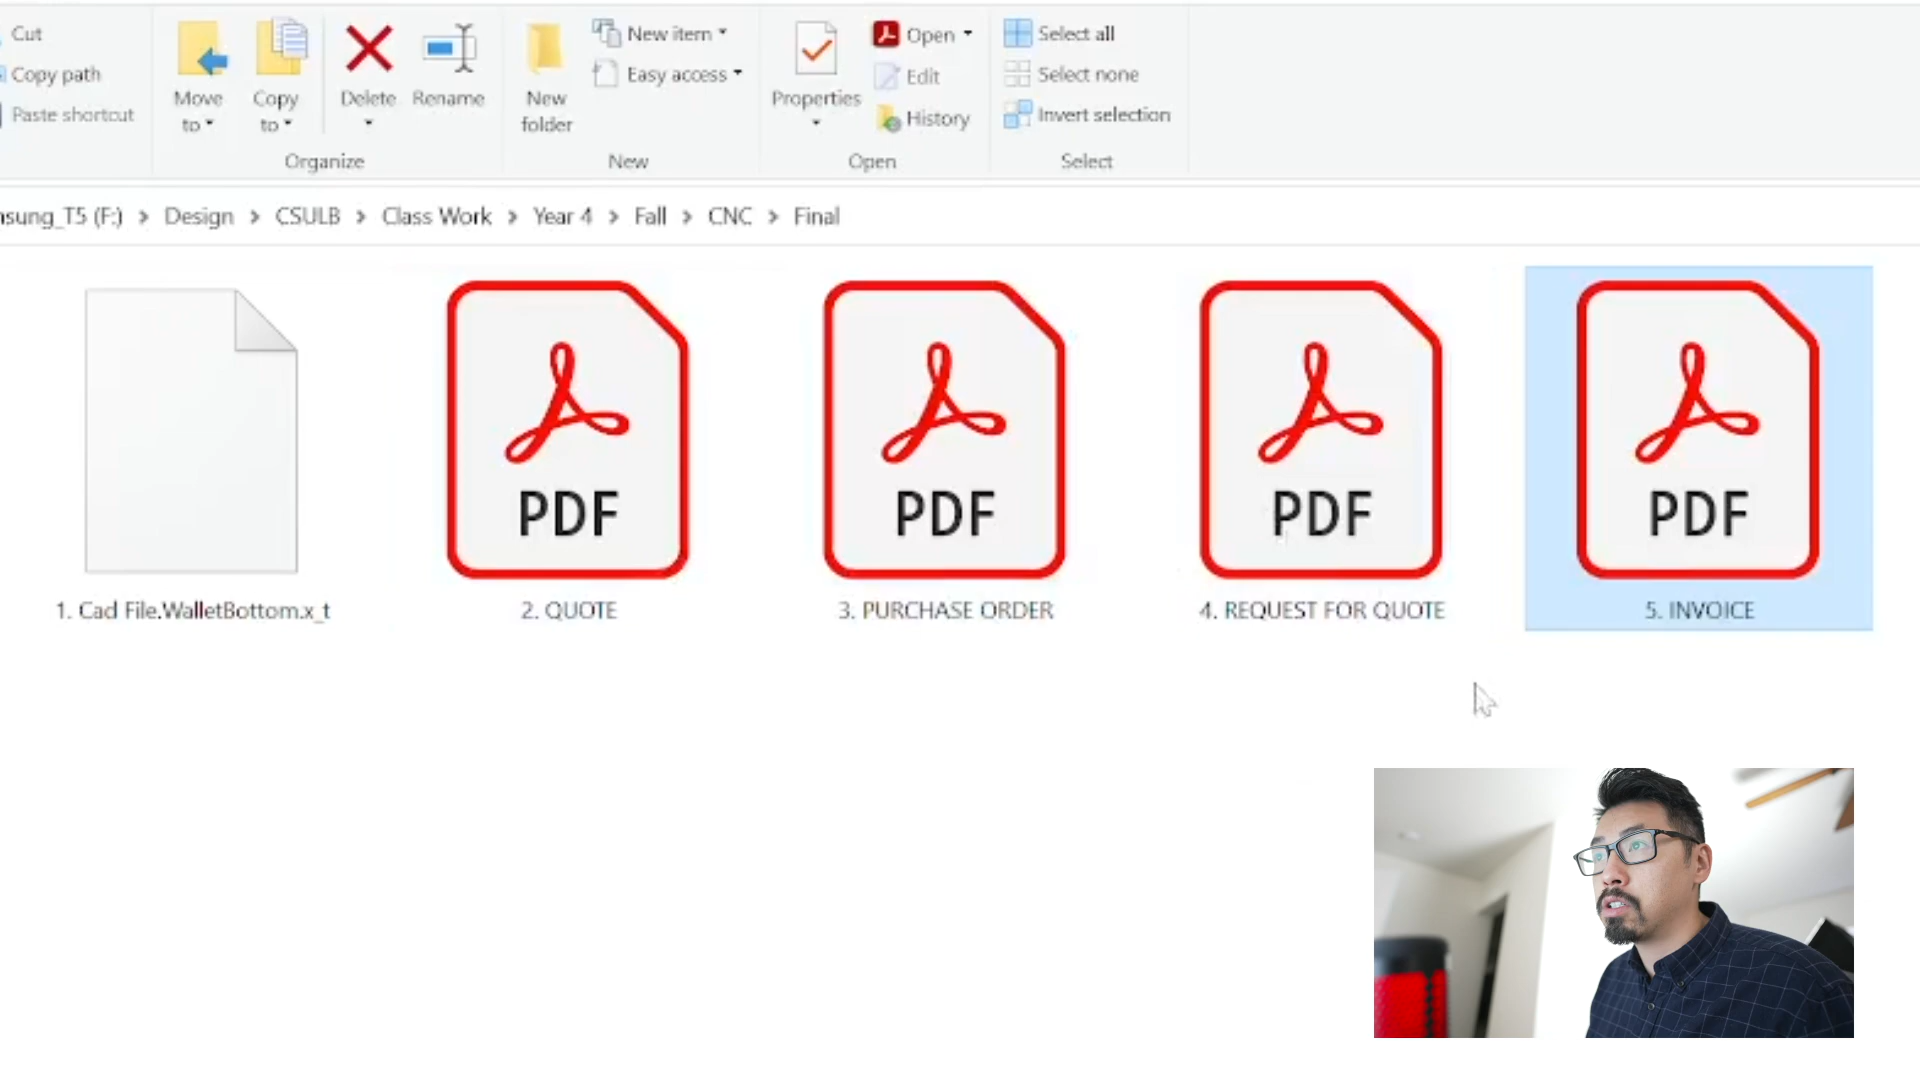 Cut
Copy path
Paste shortcut
Move to
Copy to
Delete
Rename
Organize
New folder
New item
Easy access
New
Properties
Open
Edit
History
Open
Select all
Select none
Invert selection
Select
sung_T5 (F:) > Design > CSULB > Class Work > Year 4 > Fall > CNC > Final
PDF
PDF
PDF
PDF
1. Cad File.WalletBottom.x_t
2. QUOTE
3. PURCHASE ORDER
4. REQUEST FOR QUOTE
5. INVOICE